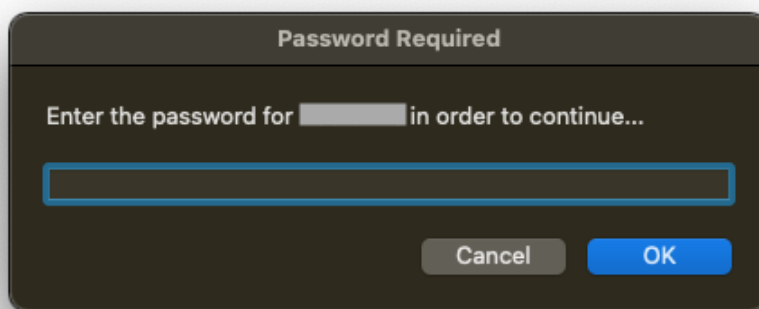 Password Required
Enter the password for in order to continue...
Cancel OK